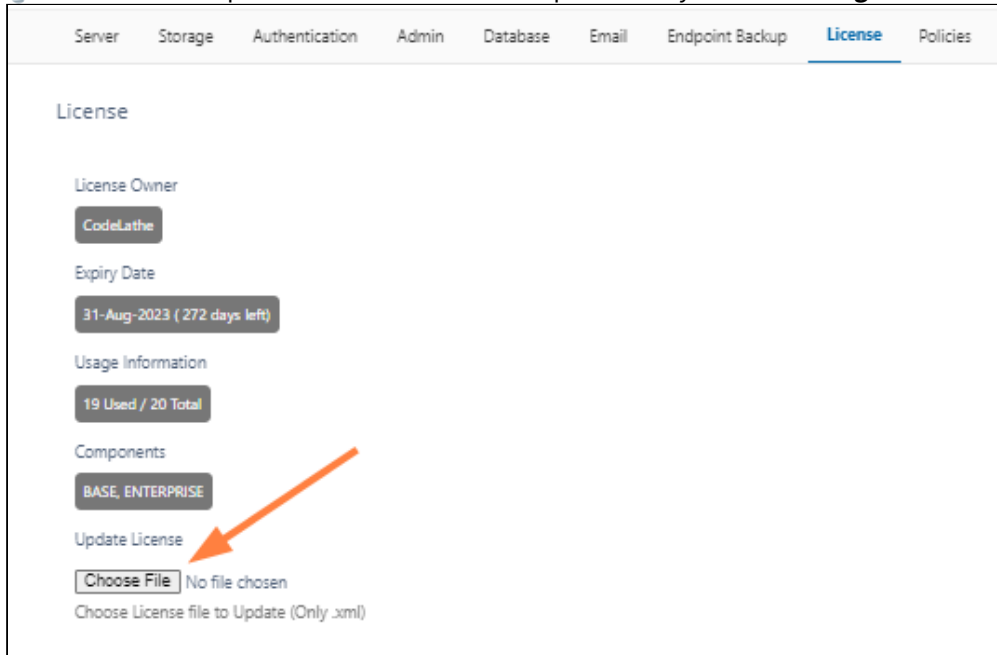 Server Storage Authentication Admin Database Email Endpoint Backup License Policies
License
License Owner
CodeLathe
Expiry Date
31-Aug-2023 ( 272 days left)
Usage Information
19 Used / 20 Total
Components
BASE, ENTERPRISE
Update License
Choose File No file chosen
Choose License file to Update (Only .xml)